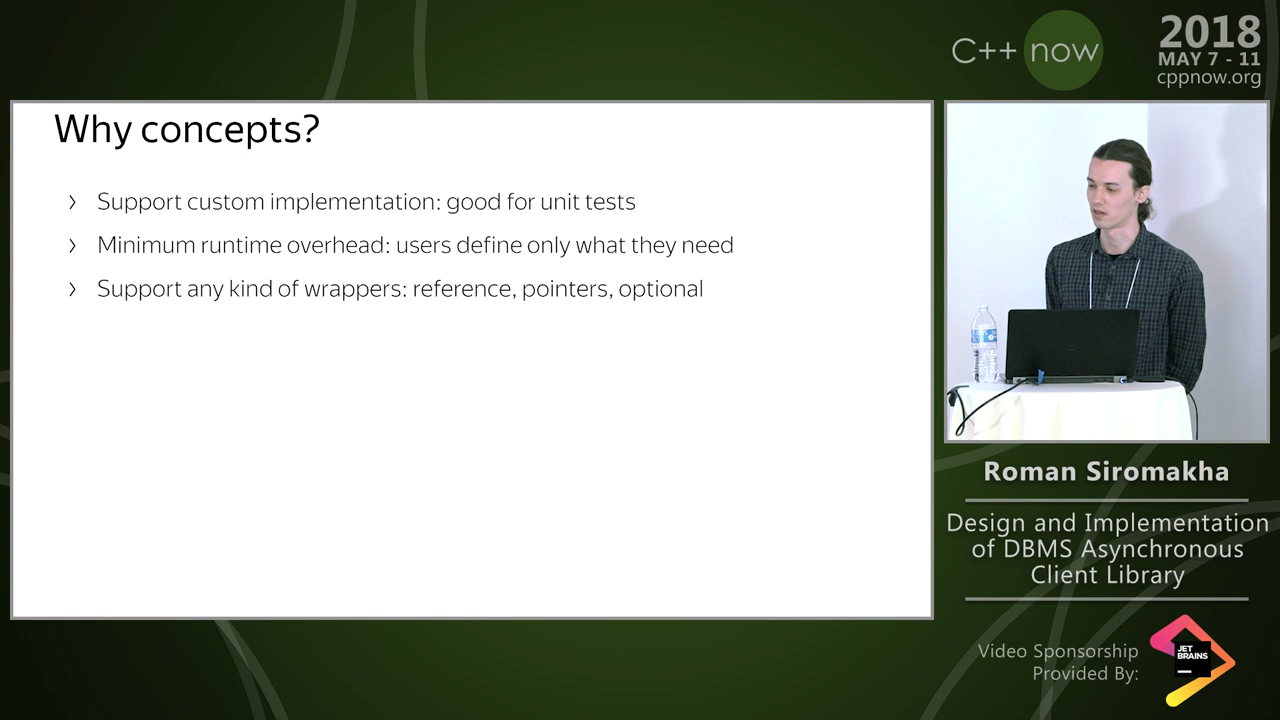 C++ now
2018
MAY 7 - 11
cppnow.org
Why concepts?
› Support custom implementation: good for unit tests
› Minimum runtime overhead: users define only what they need
› Support any kind of wrappers: reference, pointers, optional
Roman Siromakha
Design and Implementation
of DBMS Asynchronous
Client Library
Video Sponsorship
Provided By:
JET
BRAINS